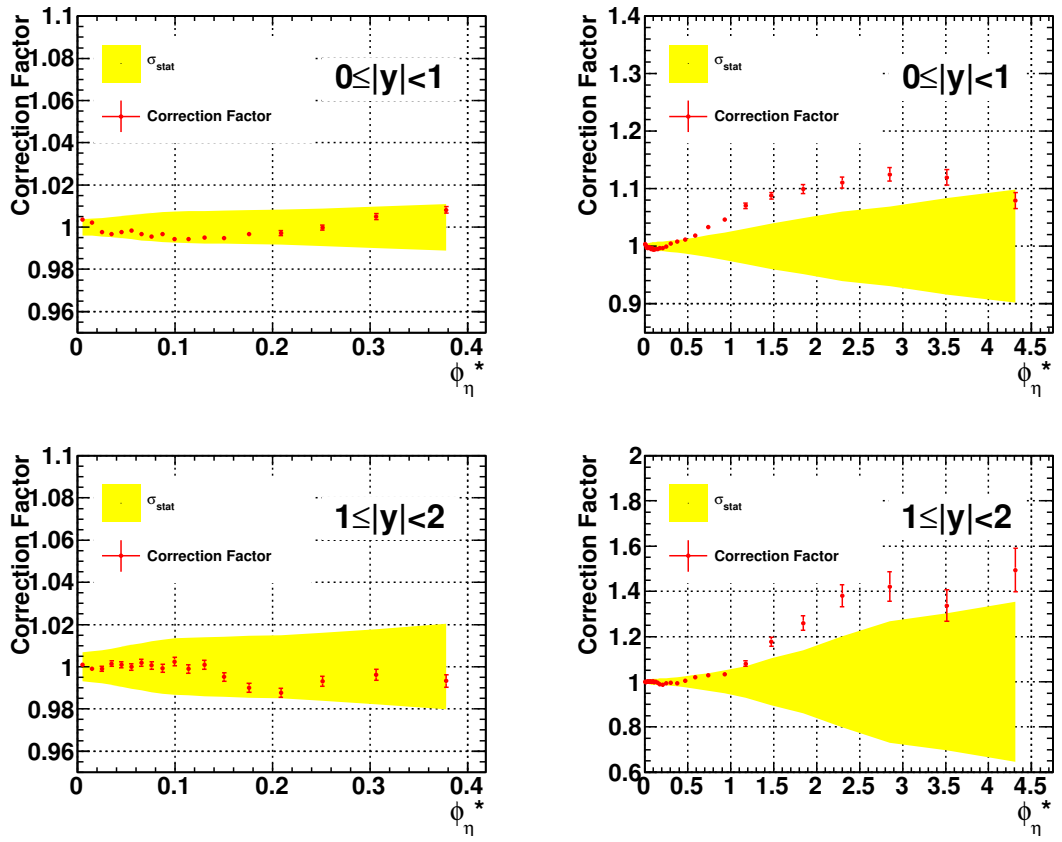 Correction Factor
1.1
1.08
1.06
1.04
1.02
1
0.98
0.96
σstat
Correction Factor
0≤|y|<1
0 0.1 0.2 0.3 0.4
ϕη*
Correction Factor
1.4
1.3
1.2
1.1
1
0.9
σstat
Correction Factor
0≤|y|<1
0 0.5 1 1.5 2 2.5 3 3.5 4 4.5
ϕη*
Correction Factor
1.1
1.08
1.06
1.04
1.02
1
0.98
0.96
σstat
Correction Factor
1≤|y|<2
0 0.1 0.2 0.3 0.4
ϕη*
Correction Factor
2
1.8
1.6
1.4
1.2
1
0.8
0.6
σstat
Correction Factor
1≤|y|<2
0 0.5 1 1.5 2 2.5 3 3.5 4 4.5
ϕη*